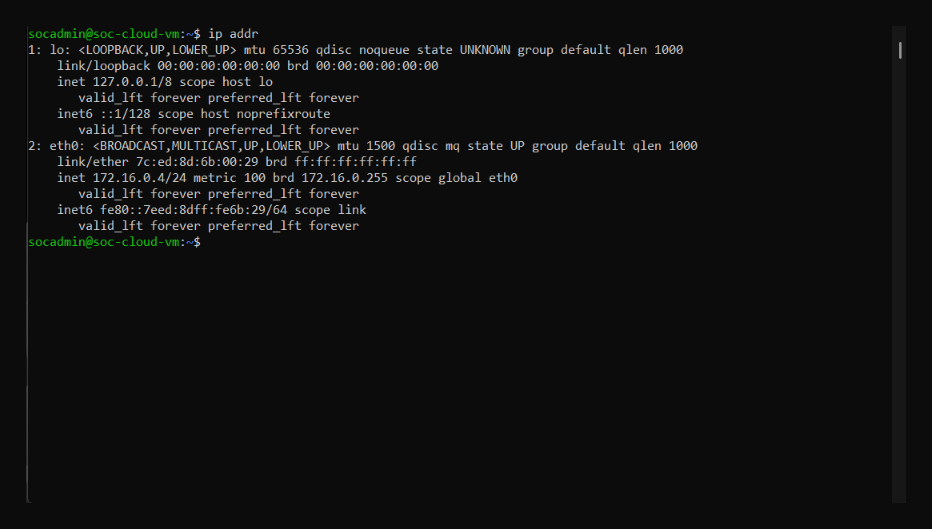 socadmin@soc-cloud-vm:~$ ip addr
1: lo: <LOOPBACK,UP,LOWER_UP> mtu 65536 qdisc noqueue state UNKNOWN group default qlen 1000
    link/loopback 00:00:00:00:00:00 brd 00:00:00:00:00:00
    inet 127.0.0.1/8 scope host lo
       valid_lft forever preferred_lft forever
    inet6 ::1/128 scope host noprefixroute
       valid_lft forever preferred_lft forever
2: eth0: <BROADCAST,MULTICAST,UP,LOWER_UP> mtu 1500 qdisc mq state UP group default qlen 1000
    link/ether 7c:ed:8d:6b:00:29 brd ff:ff:ff:ff:ff:ff
    inet 172.16.0.4/24 metric 100 brd 172.16.0.255 scope global eth0
       valid_lft forever preferred_lft forever
    inet6 fe80::7eed:8dff:fe6b:29/64 scope link
       valid_lft forever preferred_lft forever
socadmin@soc-cloud-vm:~$